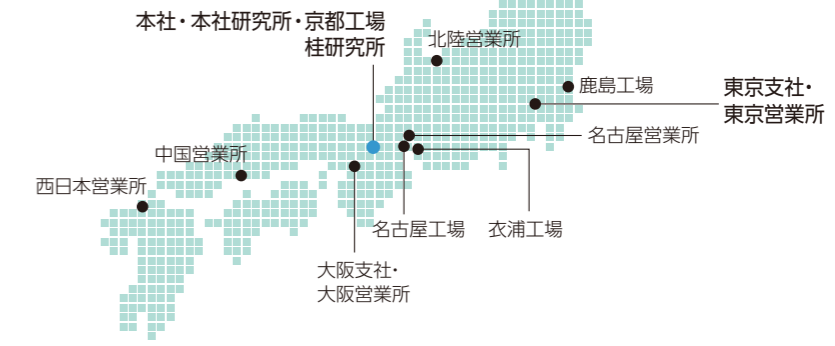 本社・本社研究所・京都工場
桂研究所
北陸営業所
鹿島工場
東京支社・
東京営業所
名古屋営業所
中国営業所
西日本営業所
名古屋工場
衣浦工場
大阪支社・
大阪営業所